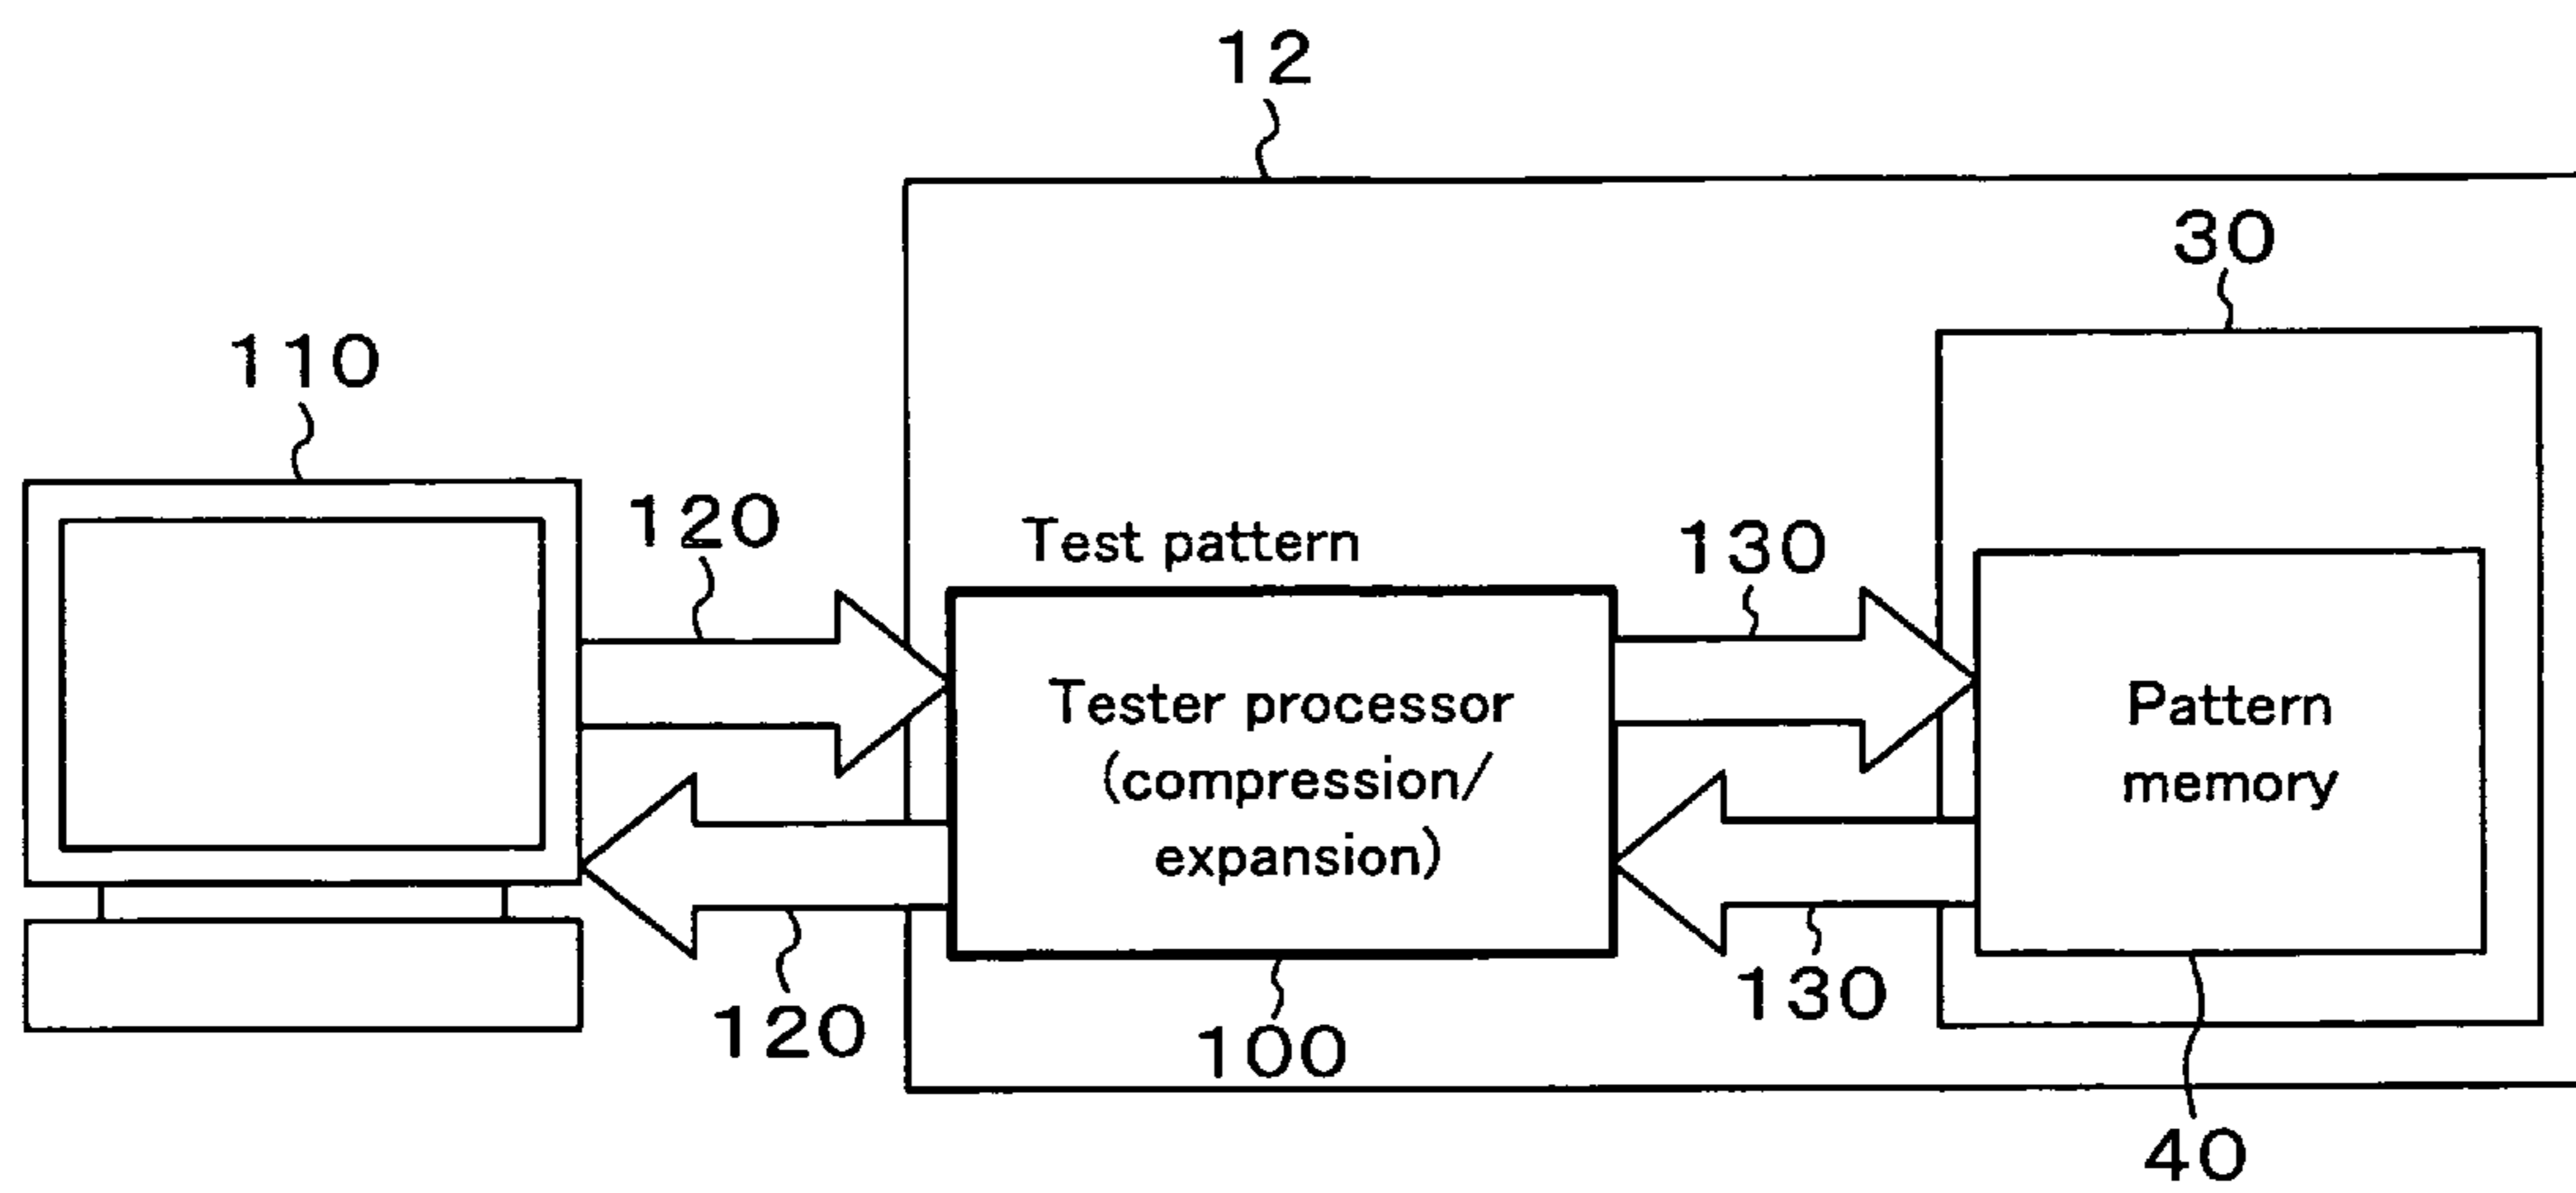 12
30
110
120
Test pattern
130
Tester processor
(compression/
expansion)
Pattern
memory
120
100
130
40